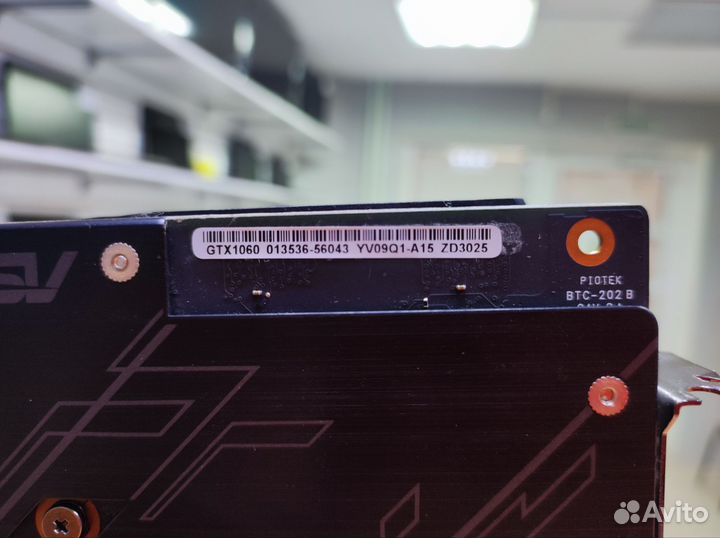 GTX1060 013536-56043 YV09Q1-A15 ZD3025
PIOTEK
BTC-202 B
Avito